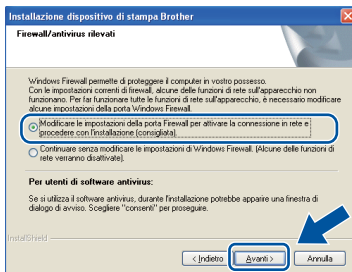 Installazione dispositivo di stampa Brother
Firewall/antivirus rilevati
Windows Firewall permette di proteggere il computer in vostro possesso.
Con le impostazioni correnti di firewall, alcune delle funzioni di rete sull'apparecchio non
funzionano. Per far funzionare tutte le funzioni di rete sull'apparecchio, è necessario modificare
alcune impostazioni della porta Windows Firewall.
Modificare le impostazioni della porta Firewall per attivare la connessione in rete e
procedere con l'installazione (consigliata).
Continuare senza modificare le impostazioni di Windows Firewall. (Alcune delle funzioni di
rete verranno disattivate).
Per utenti di software antivirus:
Se si utilizza il software antivirus, durante l'installazione potrebbe apparire una finestra di
dialogo di avviso. Scegliere "consenti" per proseguire.
InstallShield
< Indietro Avanti > Annulla